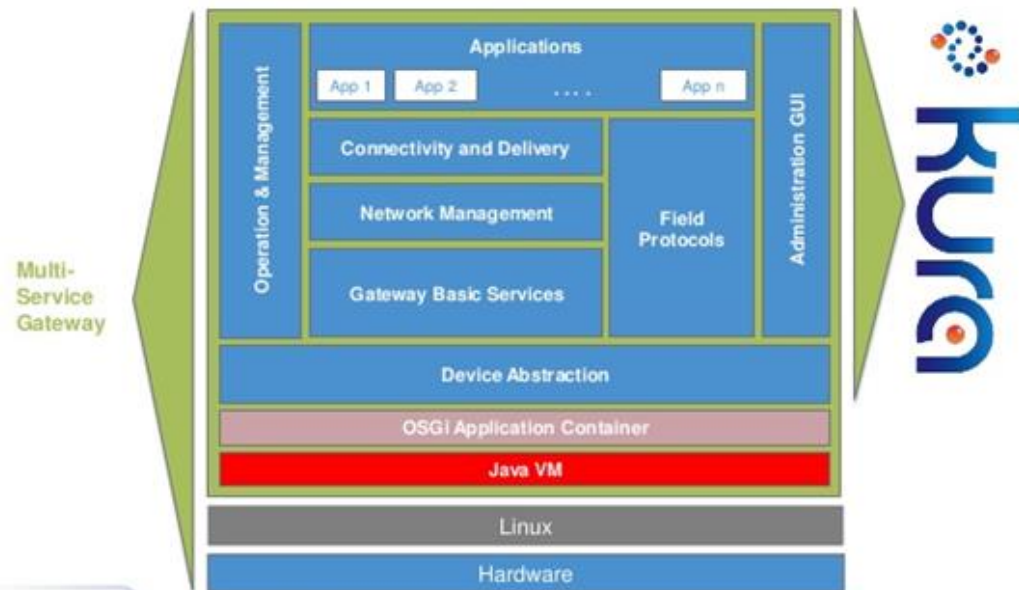 Multi-
Service
Gateway
Operation & Management
Applications
App 1
App 2
. . . .
App n
Connectivity and Delivery
Network Management
Gateway Basic Services
Field
Protocols
Administration GUI
Device Abstraction
OSGi Application Container
Java VM
Linux
Hardware
kura